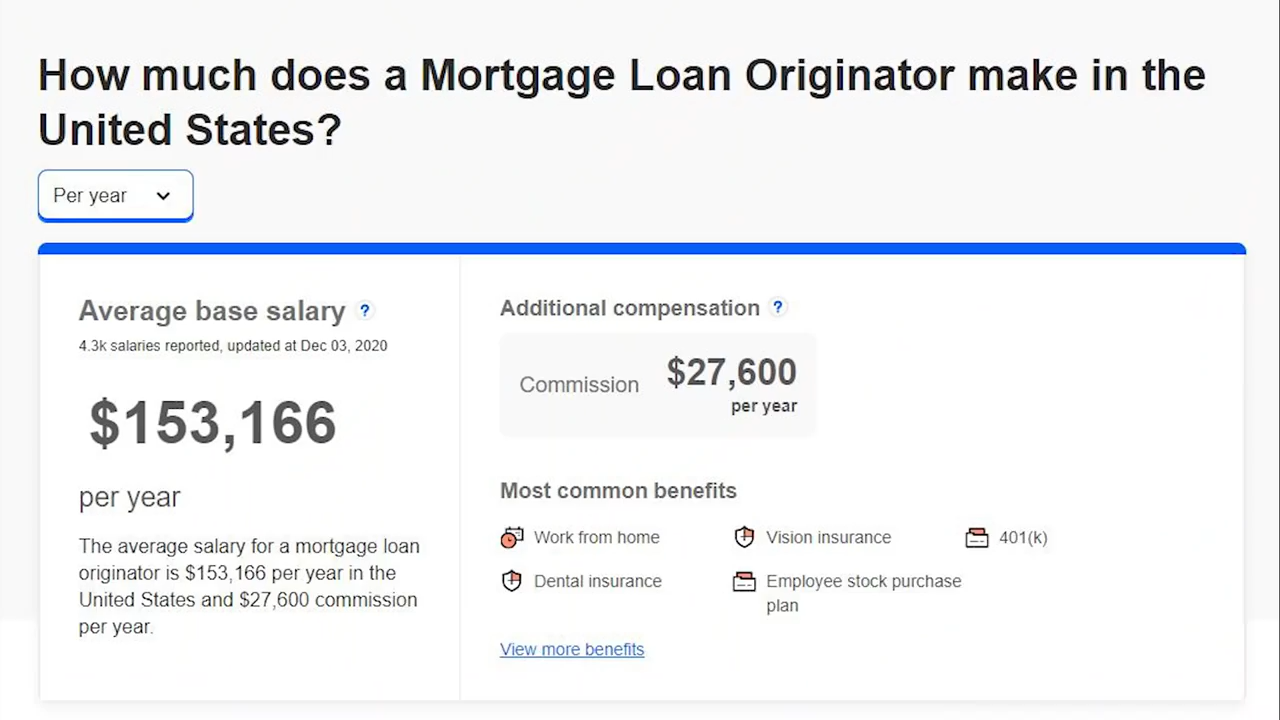 How much does a Mortgage Loan Originator make in the
United States?
Per year
Average base salary ?
4.3k salaries reported, updated at Dec 03, 2020
$153,166
per year
The average salary for a mortgage loan
originator is $153,166 per year in the
United States and $27,600 commission
per year.
Additional compensation ?
Commission
$27,600
per year
Most common benefits
Work from home
Vision insurance
401(k)
Dental insurance
Employee stock purchase
plan
View more benefits